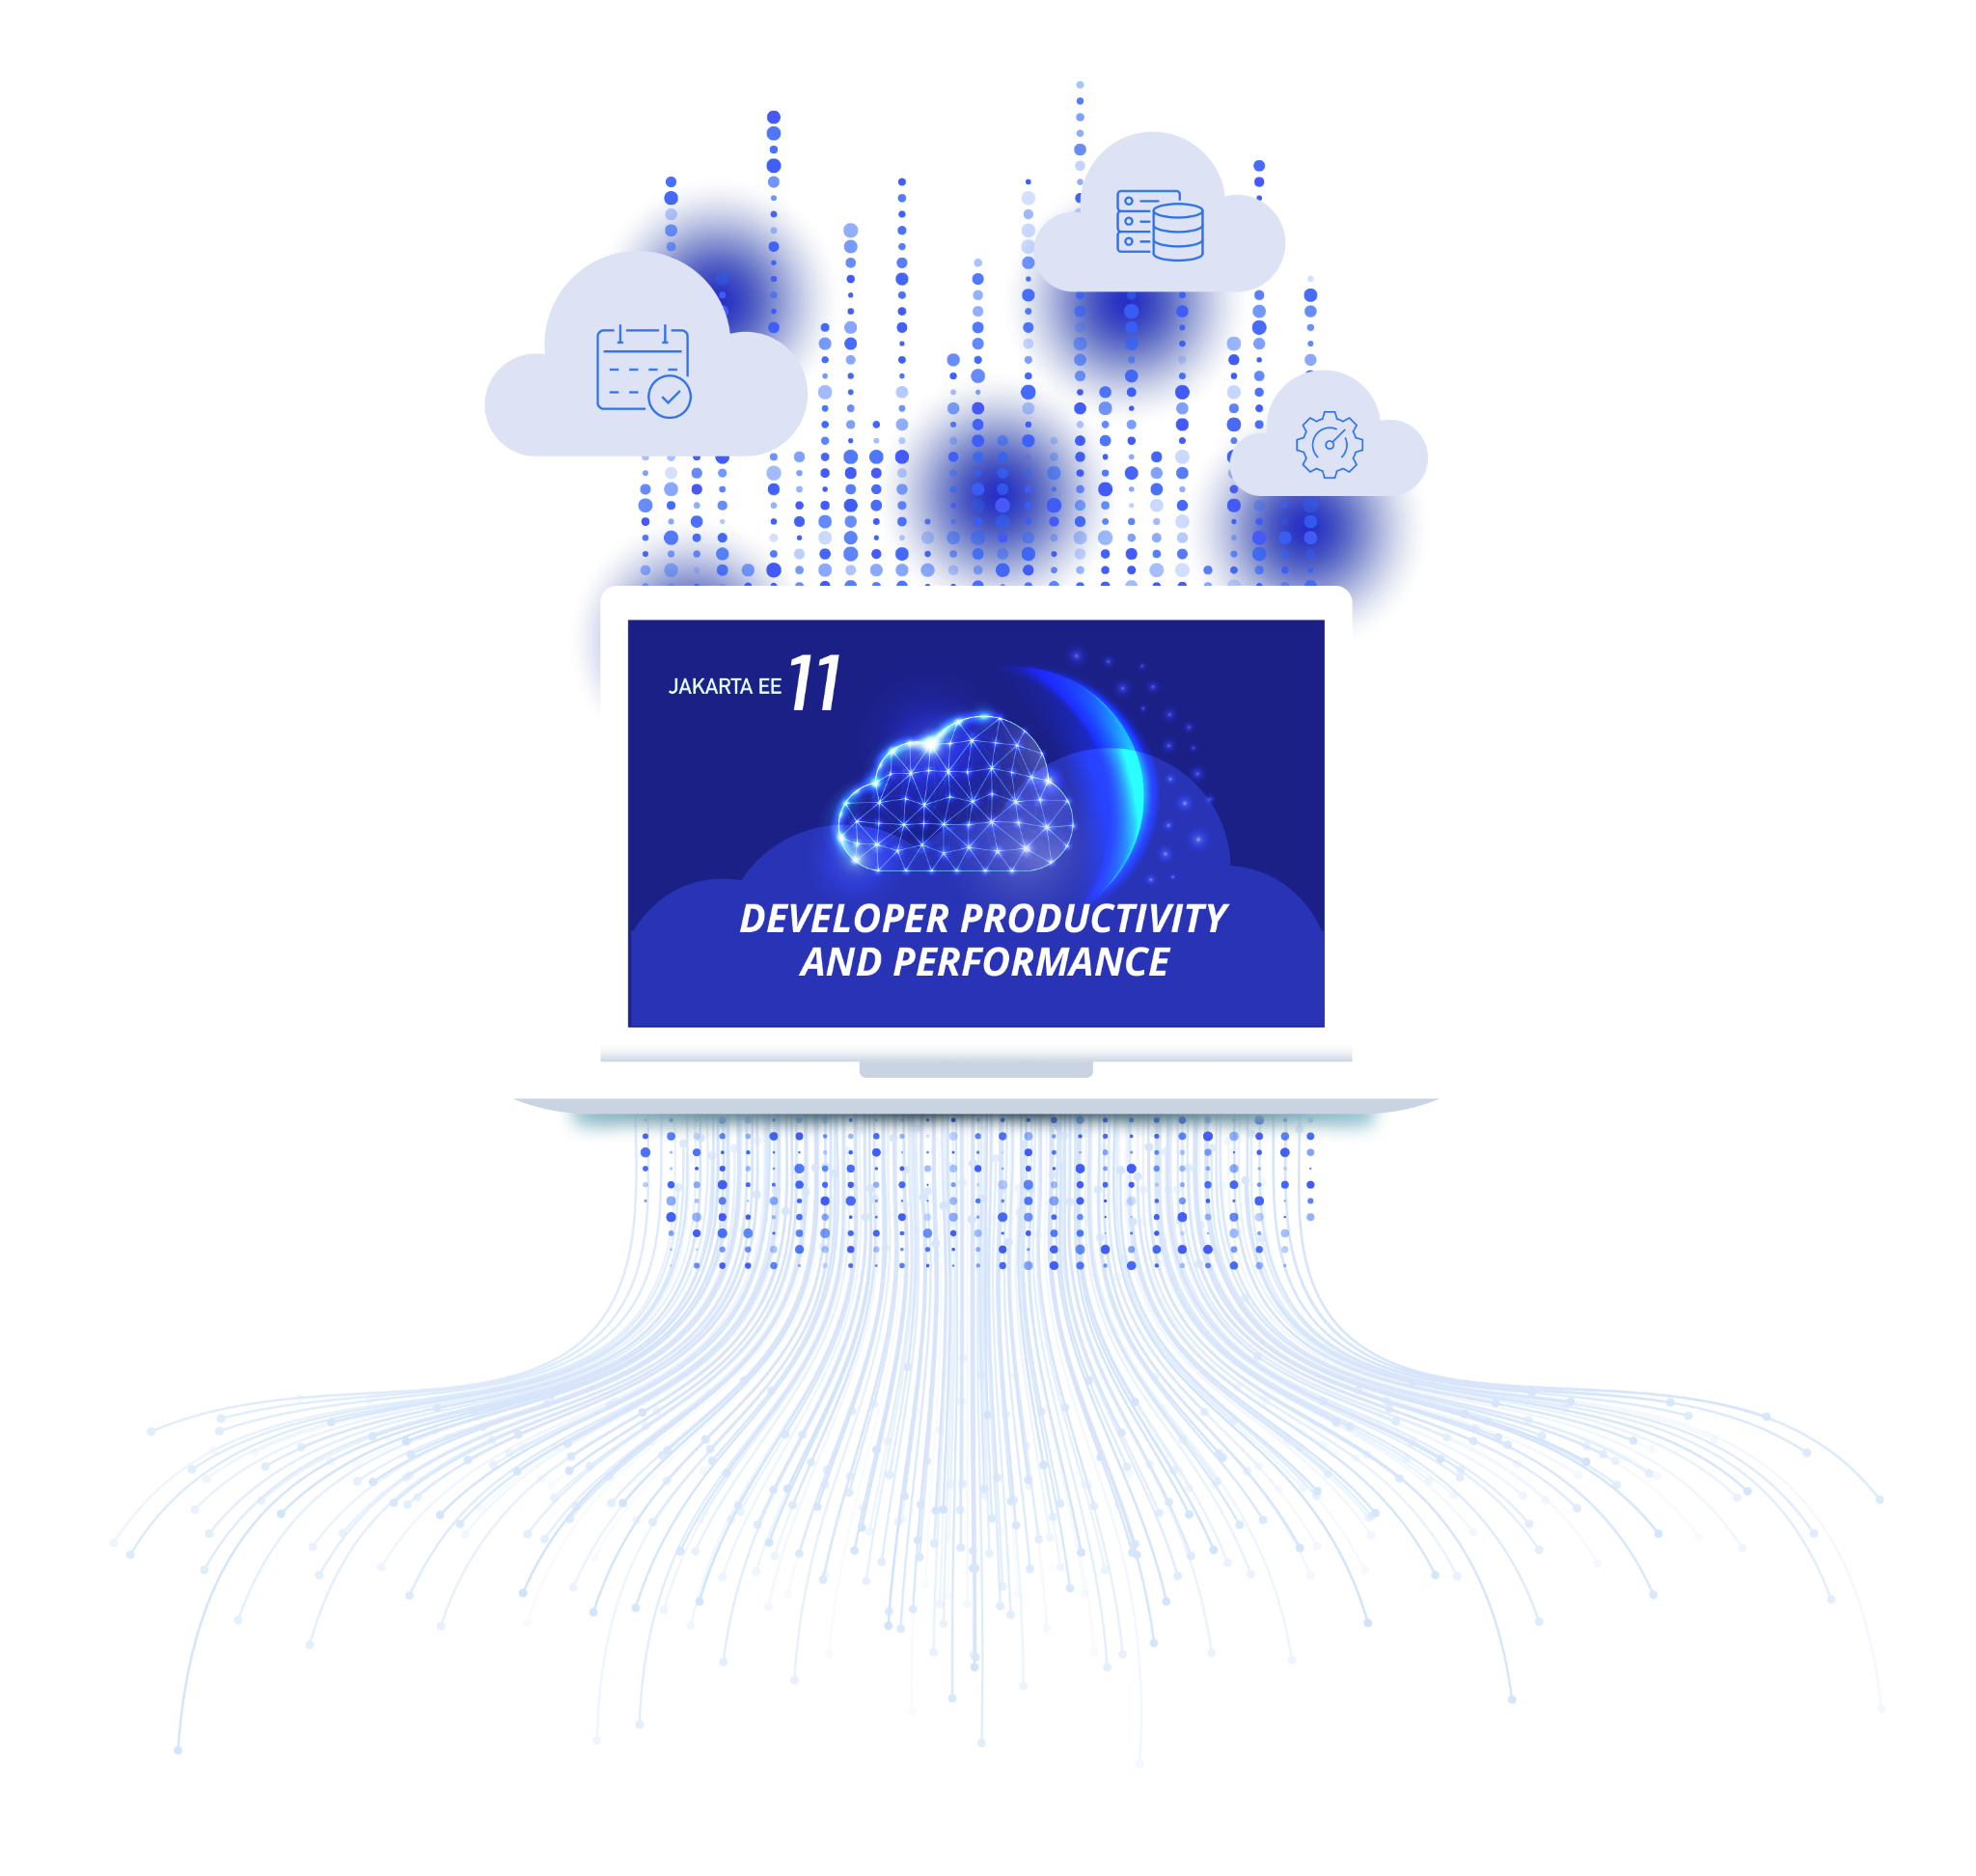 JAKARTA EE 11
DEVELOPER PRODUCTIVITY
AND PERFORMANCE